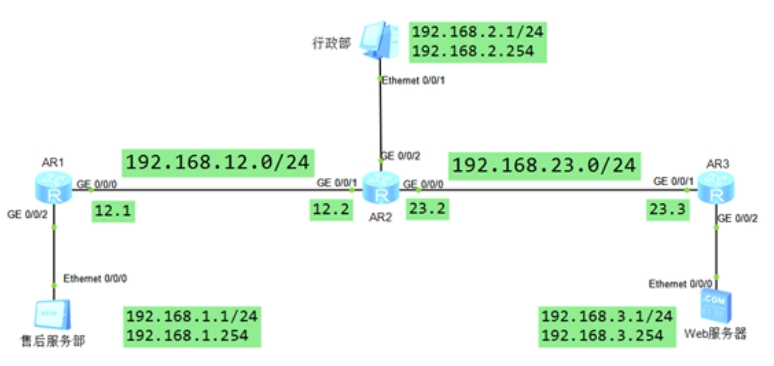 192.168.2.1/24
行政部
192.168.2.254
Ethernet 0/0/1
AR1
192.168.12.0/24
GE 0/0/2
192.168.23.0/24
AR3
GE 0/0/0
GE 0/0/1
GE 0/0/0
GE 0/0/1
R
R
R
GE 0/0/2
12.1
12.2
AR2
23.2
23.3
GE 0/0/2
Ethernet 0/0/0
Ethernet 0/0/0
售后服务部
192.168.1.1/24
192.168.1.254
192.168.3.1/24
192.168.3.254
.COM
Web服务器